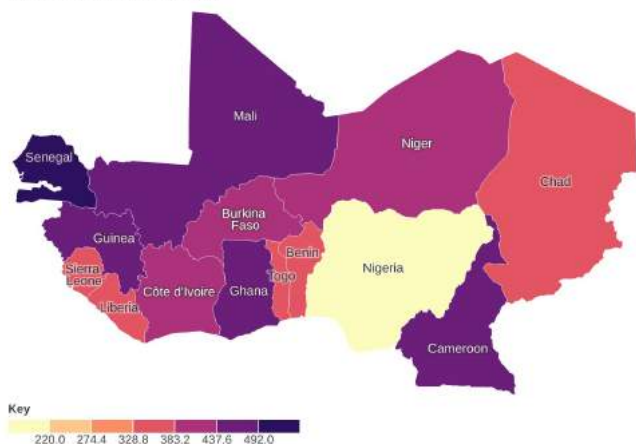 Mali
Senegal
Niger
Chad
Burkina
Faso
Guinea
Benin
Sierra
Leone
Togo
Nigeria
Côte d'Ivoire
Ghana
Liberia
Cameroon
Key
220.0 274.4 328.8 383.2 437.6 492.0